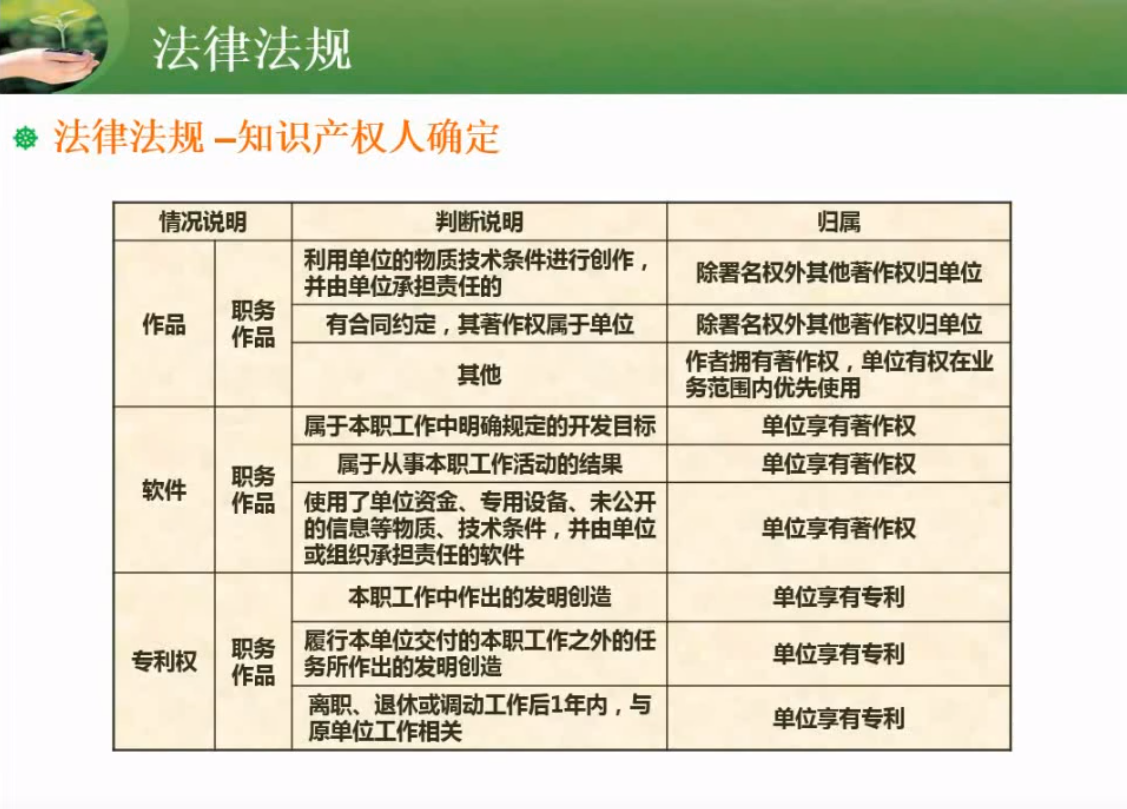 法律法规
法律法规 –知识产权人确定
情况说明
判断说明
归属
作品
职务
作品
利用单位的物质技术条件进行创作，
并由单位承担责任的
除署名权外其他著作权归单位
有合同约定，其著作权属于单位
除署名权外其他著作权归单位
其他
作者拥有著作权，单位有权在业
务范围内优先使用
软件
职务
作品
属于本职工作中明确规定的开发目标
单位享有著作权
属于从事本职工作活动的结果
单位享有著作权
使用了单位资金、专用设备、未公开
的信息等物质、技术条件，并由单位
或组织承担责任的软件
单位享有著作权
专利权
职务
作品
本职工作中作出的发明创造
单位享有专利
履行本单位交付的本职工作之外的任
务所作出的发明创造
单位享有专利
离职、退休或调动工作后1年内，与
原单位工作相关
单位享有专利